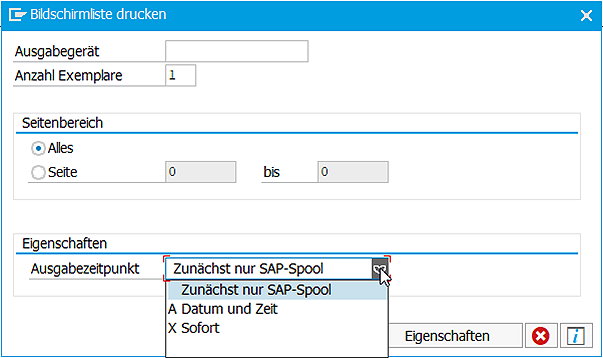 Bildschirmliste drucken
Ausgabegerät
Anzahl Exemplare 1
Seitenbereich
Alles
Seite 0 bis 0
Eigenschaften
Ausgabezeitpunkt Zunächst nur SAP-Spool
Zunächst nur SAP-Spool
A Datum und Zeit
X Sofort
Eigenschaften